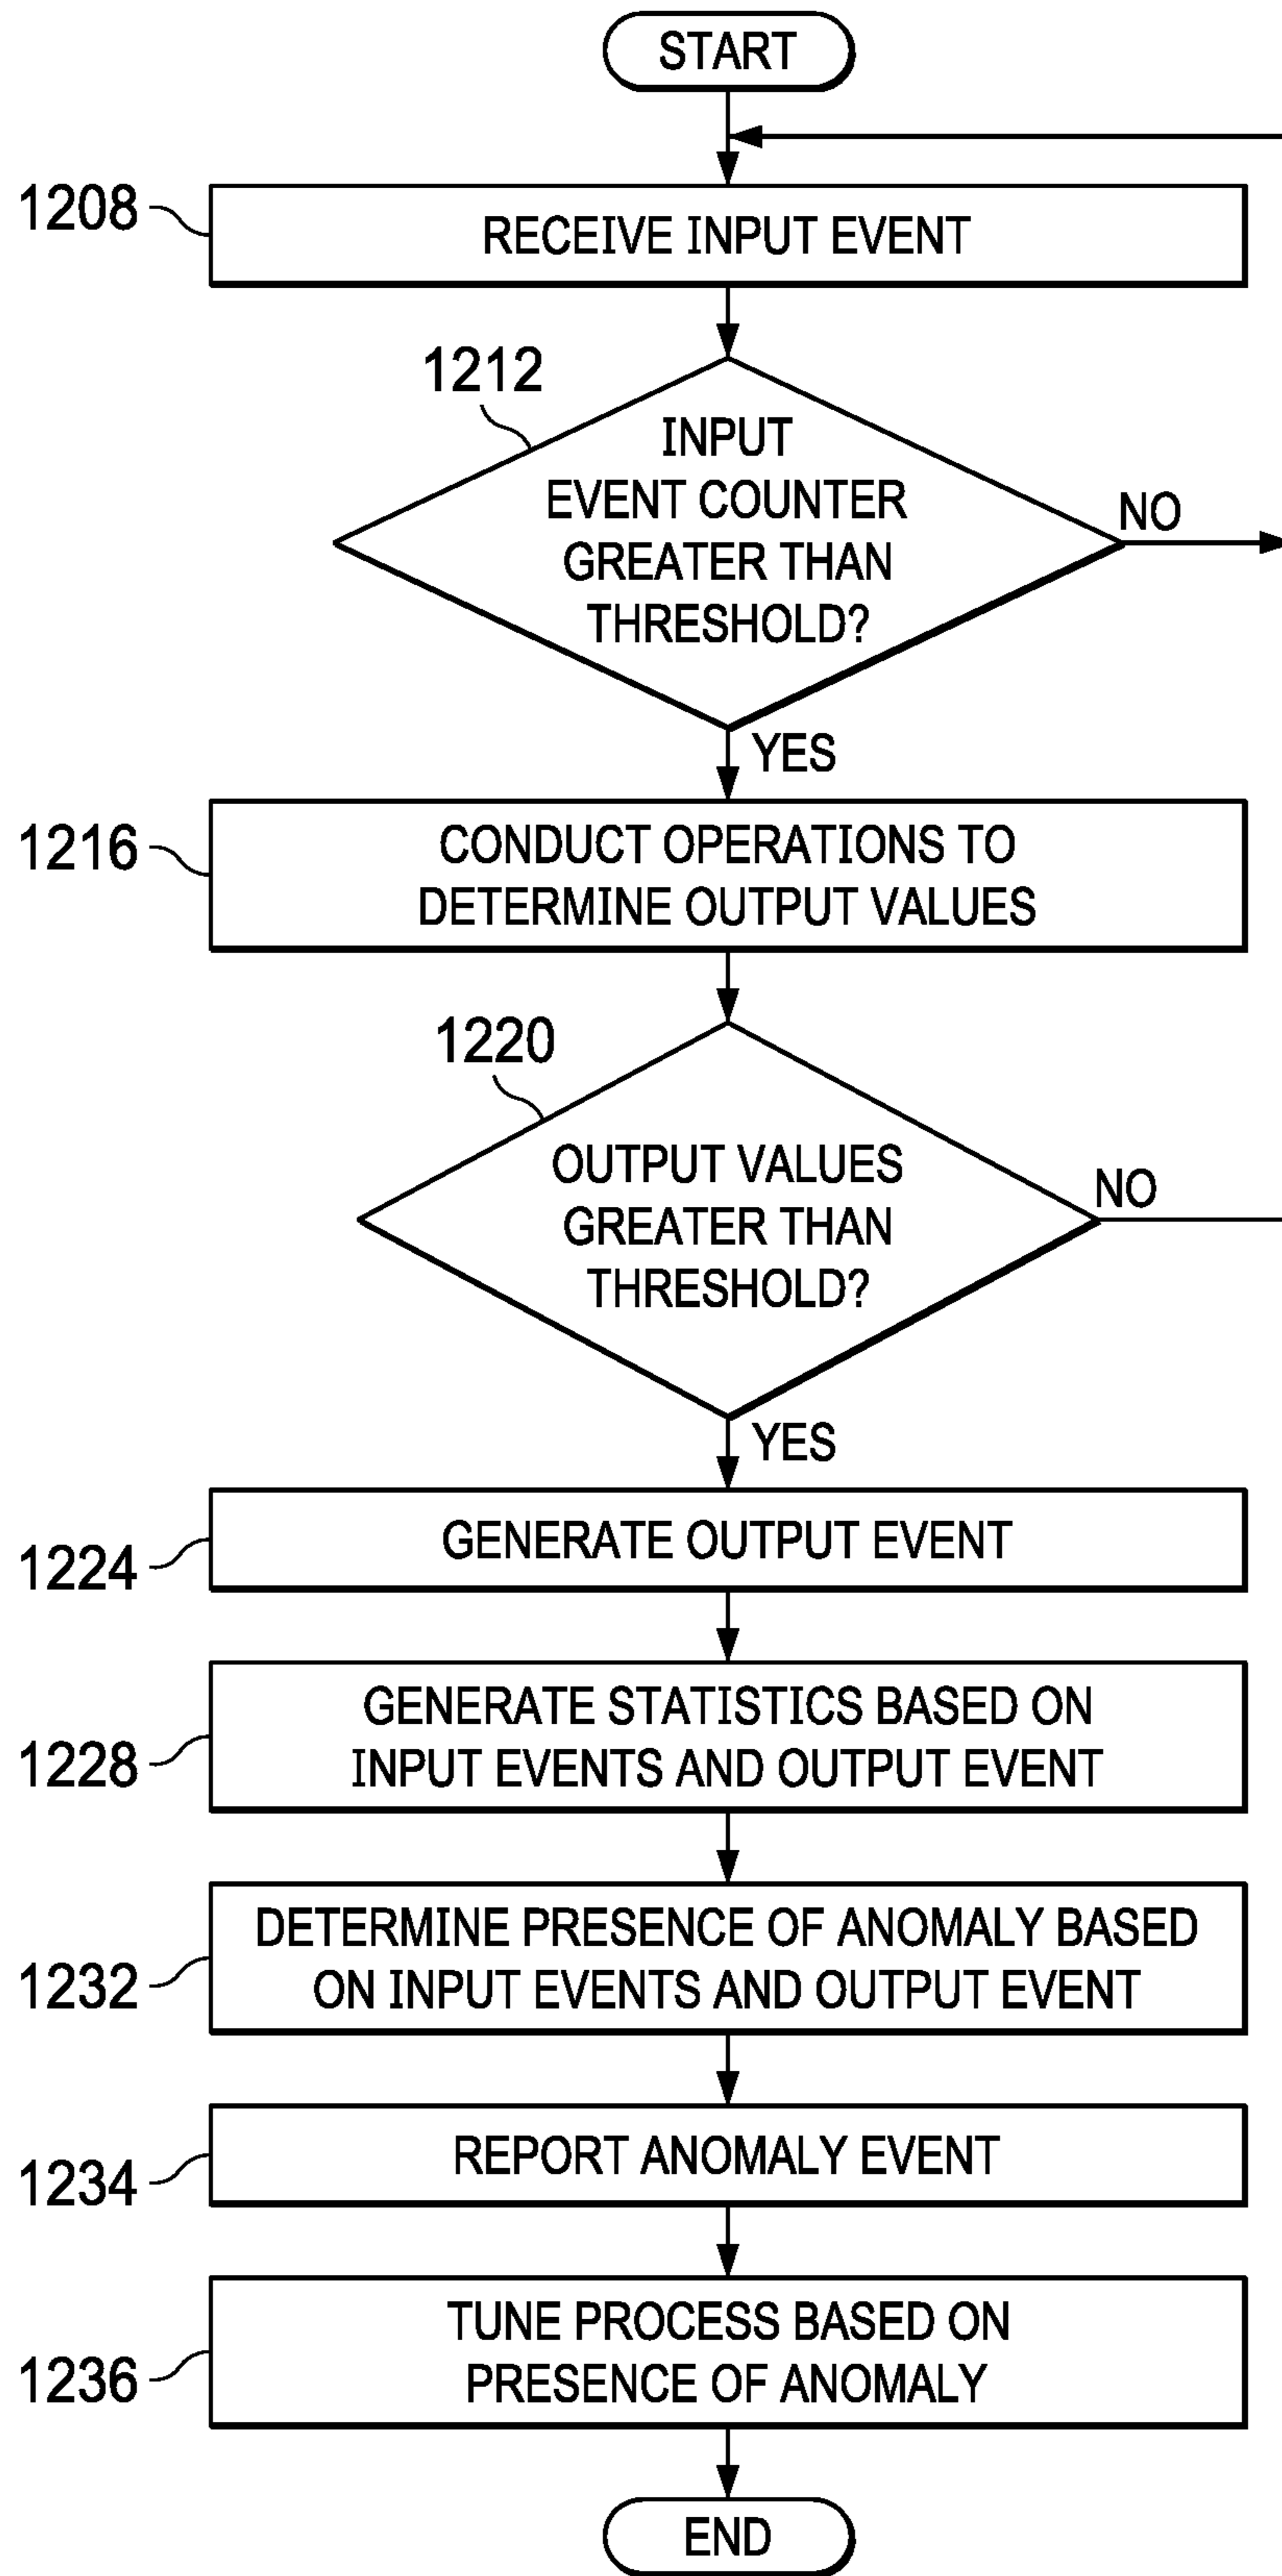 START
1208
RECEIVE INPUT EVENT
1212
INPUT
EVENT COUNTER
GREATER THAN
THRESHOLD?
NO
YES
1216
CONDUCT OPERATIONS TO
DETERMINE OUTPUT VALUES
1220
OUTPUT VALUES
GREATER THAN
THRESHOLD?
NO
YES
1224
GENERATE OUTPUT EVENT
1228
GENERATE STATISTICS BASED ON
INPUT EVENTS AND OUTPUT EVENT
1232
DETERMINE PRESENCE OF ANOMALY BASED
ON INPUT EVENTS AND OUTPUT EVENT
1234
REPORT ANOMALY EVENT
1236
TUNE PROCESS BASED ON
PRESENCE OF ANOMALY
END